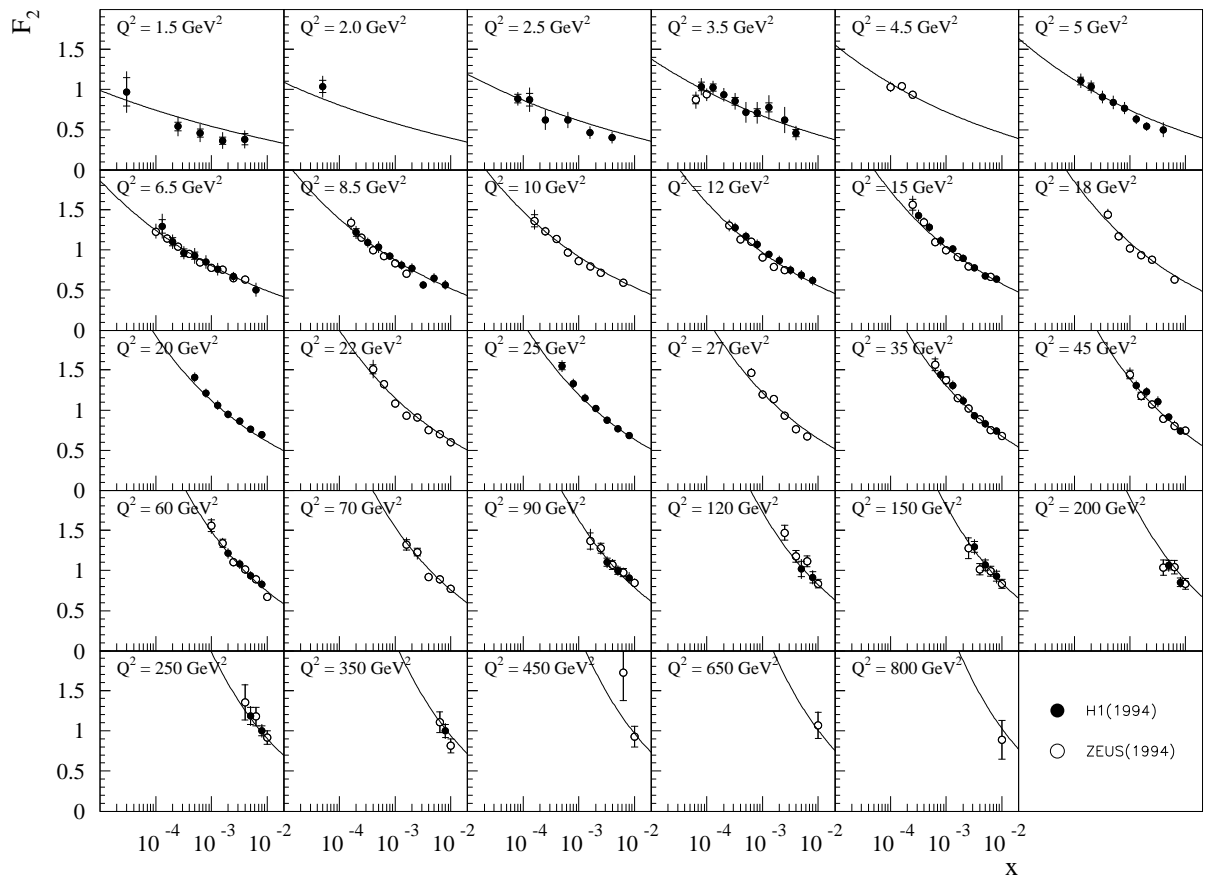 F₂
Q² = 1.5 GeV² Q² = 2.0 GeV² Q² = 2.5 GeV² Q² = 3.5 GeV² Q² = 4.5 GeV² Q² = 5 GeV²
1.5
1
0.5
0
Q² = 6.5 GeV² Q² = 8.5 GeV² Q² = 10 GeV² Q² = 12 GeV² Q² = 15 GeV² Q² = 18 GeV²
1.5
1
0.5
0
Q² = 20 GeV² Q² = 22 GeV² Q² = 25 GeV² Q² = 27 GeV² Q² = 35 GeV² Q² = 45 GeV²
1.5
1
0.5
0
Q² = 60 GeV² Q² = 70 GeV² Q² = 90 GeV² Q² = 120 GeV² Q² = 150 GeV² Q² = 200 GeV²
1.5
1
0.5
0
Q² = 250 GeV² Q² = 350 GeV² Q² = 450 GeV² Q² = 650 GeV² Q² = 800 GeV²
1.5
1
0.5
0
H1(1994)
ZEUS(1994)
10⁻⁴ 10⁻³ 10⁻² 10⁻⁴ 10⁻³ 10⁻² 10⁻⁴ 10⁻³ 10⁻² 10⁻⁴ 10⁻³ 10⁻² 10⁻⁴ 10⁻³ 10⁻²
x